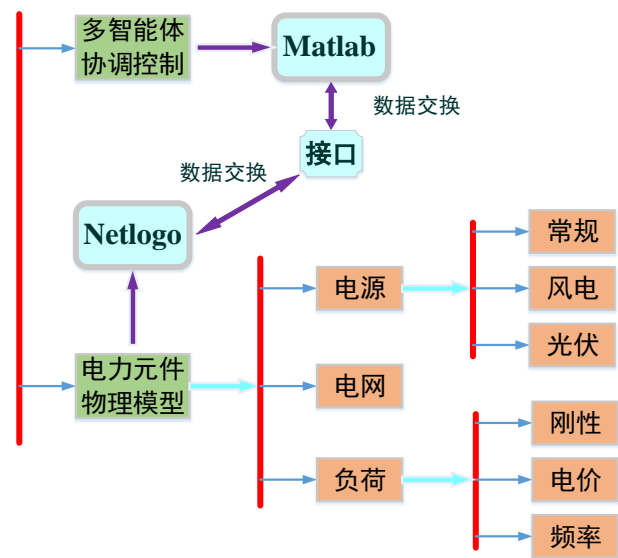 多智能体
协调控制
Matlab
数据交换
接口
数据交换
Netlogo
常规
电源
风电
光伏
电力元件
物理模型
电网
刚性
负荷
电价
频率